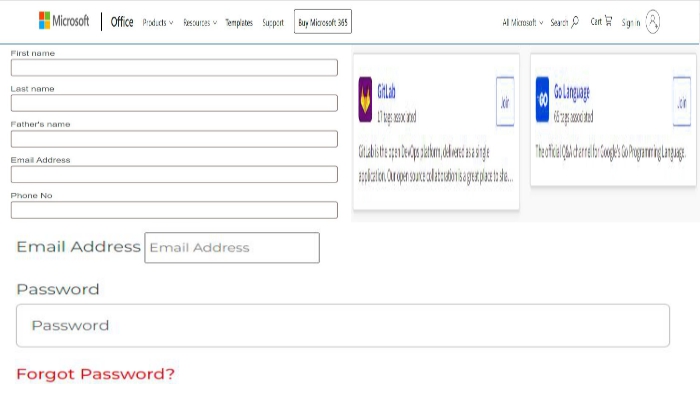 Microsoft | Office Products Resources Templates Support Buy Microsoft 365 All Microsoft Search Cart Sign in
First name
Last name
Father's name
Email Address
Phone No
GitLab
Join
17 tags associated
GitLab is the open DevOps platform, delivered as a single
application. Our open source collaboration is a great place to sha...
Go Language
Join
65 tags associated
The official Q&A channel for Google's Go Programming Language.
Email Address Email Address
Password
Password
Forgot Password?